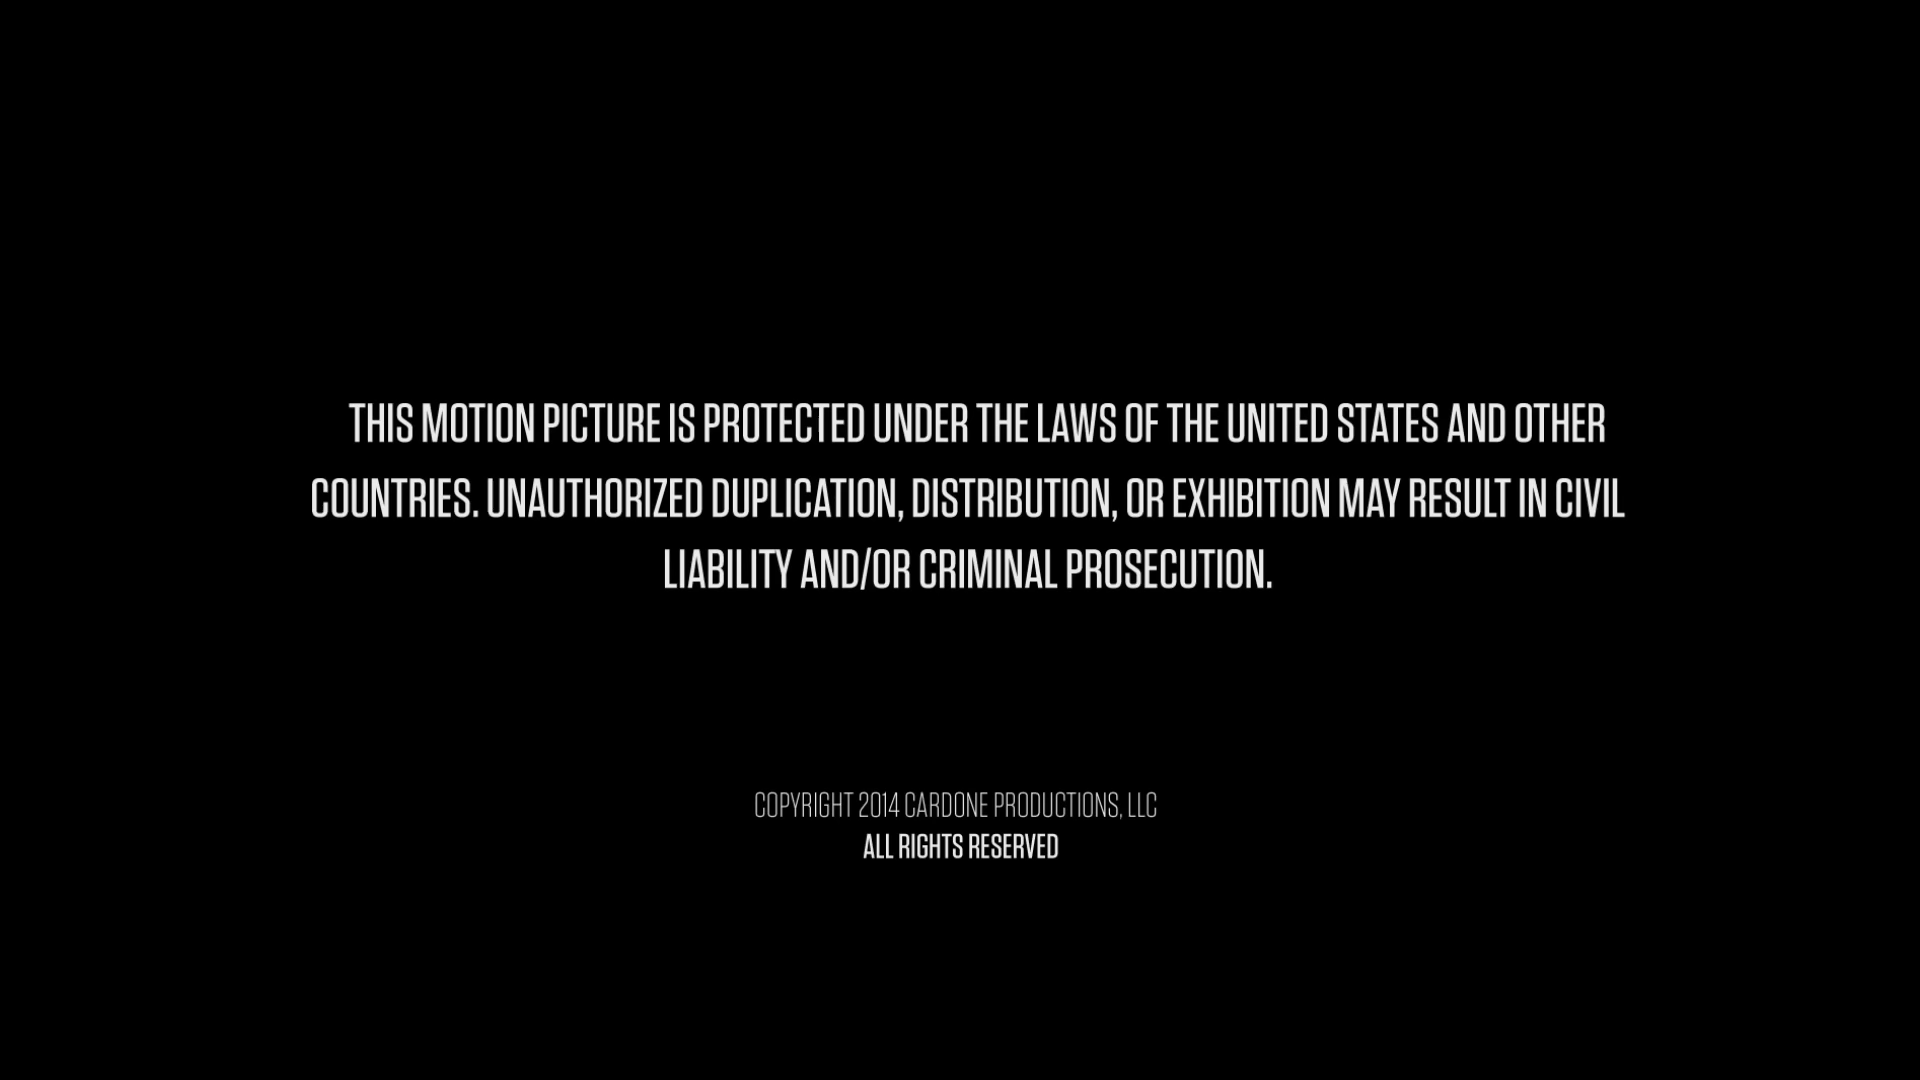 THIS MOTION PICTURE IS PROTECTED UNDER THE LAWS OF THE UNITED STATES AND OTHER
COUNTRIES. UNAUTHORIZED DUPLICATION, DISTRIBUTION, OR EXHIBITION MAY RESULT IN CIVIL
LIABILITY AND/OR CRIMINAL PROSECUTION.
COPYRIGHT 2014 CARDONE PRODUCTIONS, LLC
ALL RIGHTS RESERVED